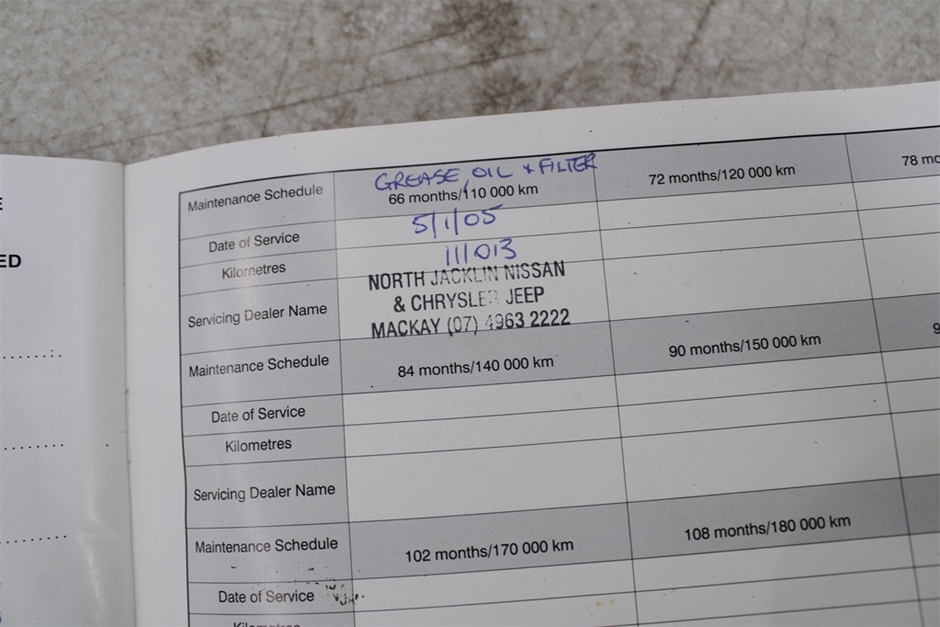 GREASE, OIL & FILTER
Maintenance Schedule 66 months/110 000 km 72 months/120 000 km 78 mo
Date of Service 5/1/05
Kilometres 111013
Servicing Dealer Name NORTH JACKLIN NISSAN
& CHRYSLER JEEP
MACKAY (07) 4963 2222
ED
Maintenance Schedule 84 months/140 000 km 90 months/150 000 km 9
Date of Service
Kilometres
Servicing Dealer Name
Maintenance Schedule 102 months/170 000 km 108 months/180 000 km
Date of Service
Kilometres